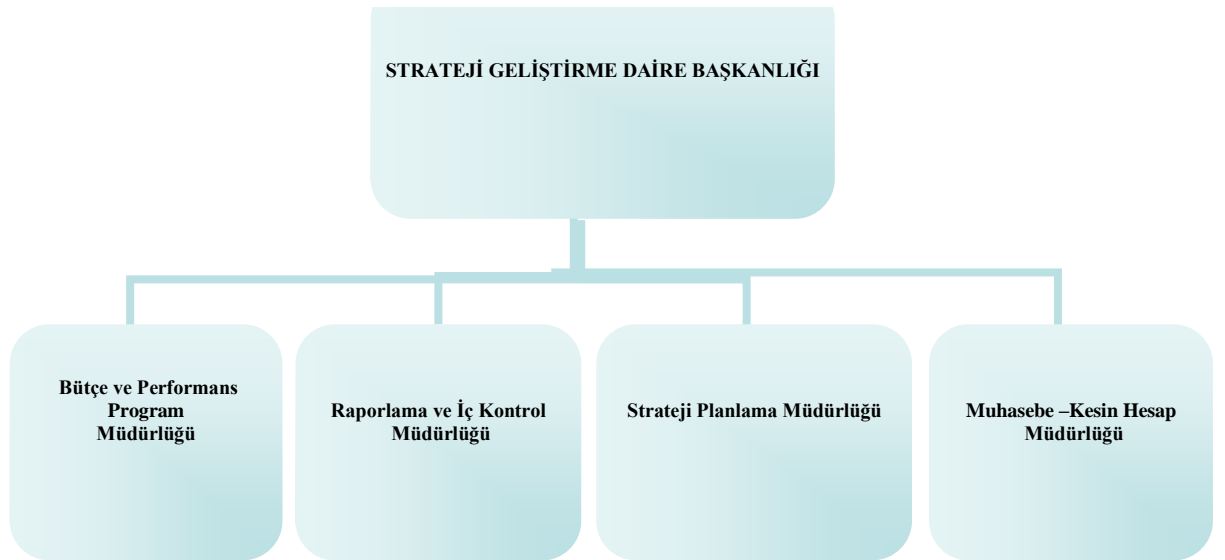 STRATEJİ GELİŞTİRME DAİRE BAŞKANLIĞI
Bütçe ve Performans
Program
Müdürlüğü
Raporlama ve İç Kontrol
Müdürlüğü
Strateji Planlama Müdürlüğü
Muhasebe –Kesin Hesap
Müdürlüğü